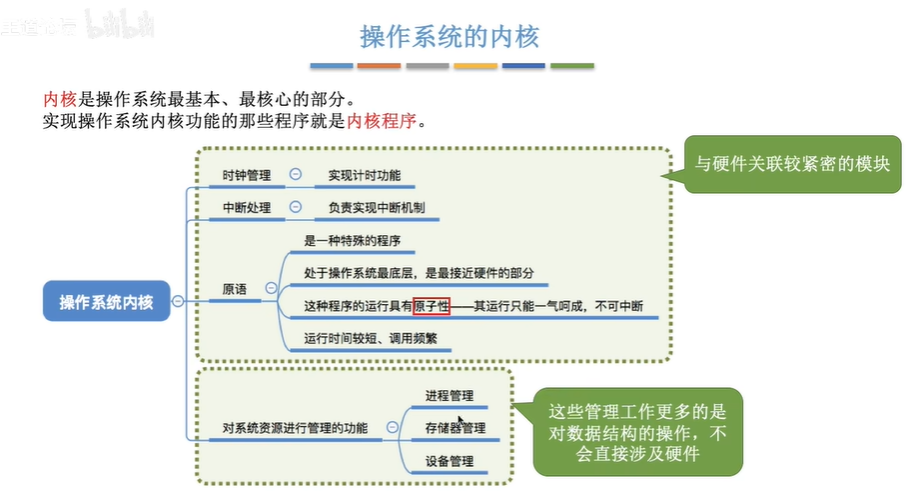 操作系统的内核
内核是操作系统最基本、最核心的部分。
实现操作系统内核功能的那些程序就是内核程序。
与硬件关联较紧密的模块
时钟管理
实现计时功能
中断处理
负责实现中断机制
是一种特殊的程序
处于操作系统最底层，是最接近硬件的部分
原语
这种程序的运行具有原子性——其运行只能一气呵成，不可中断
运行时间较短、调用频繁
操作系统内核
对系统资源进行管理的功能
进程管理
存储器管理
设备管理
这些管理工作更多的是
对数据结构的操作，不
会直接涉及硬件